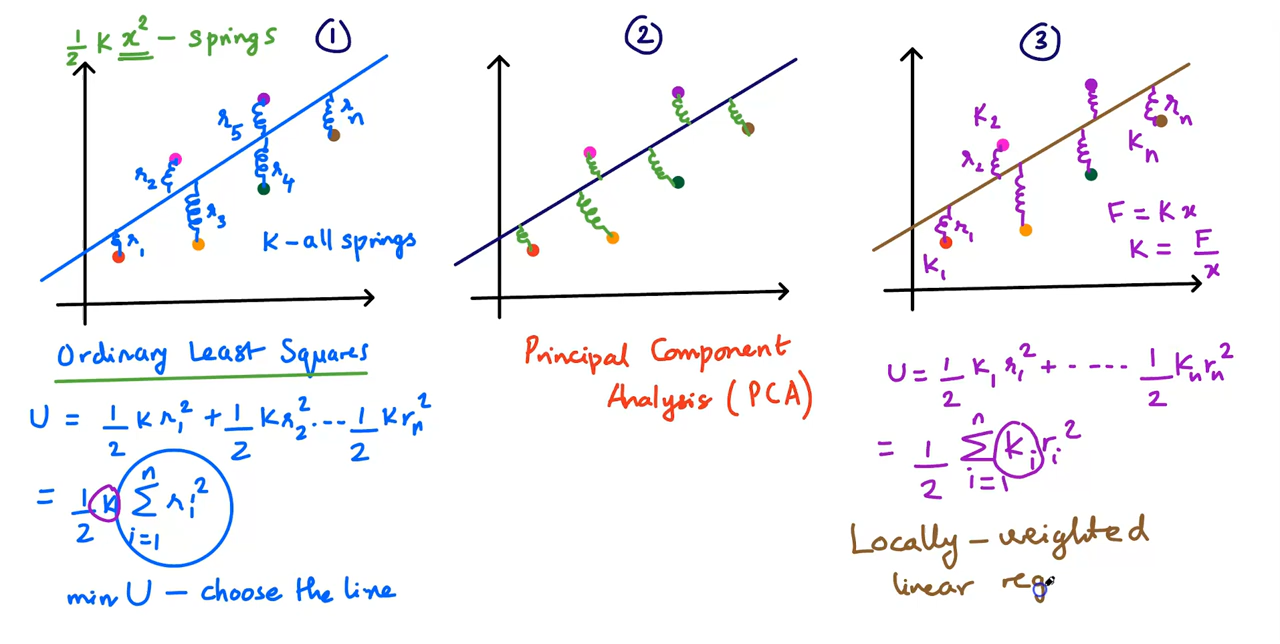 ½ K x² – springs
①
r₅
rₙ
r₂
r₄
r₃
r₁
K – all springs
Ordinary Least Squares
U = ½ K r₁² + ½ K r₂² ... ½ K rₙ²
= ½ K Σ i=1 n rᵢ²
min U – choose the line
②
Principal Component
Analysis (PCA)
③
K₂
rₙ
Kₙ
r₂
r₁
K₁
F = K x
K = F/x
U = ½ K₁ r₁² + ...... ½ Kₙ rₙ²
= ½ Σ i=1 n Kᵢ rᵢ²
Locally – weighted
linear reg